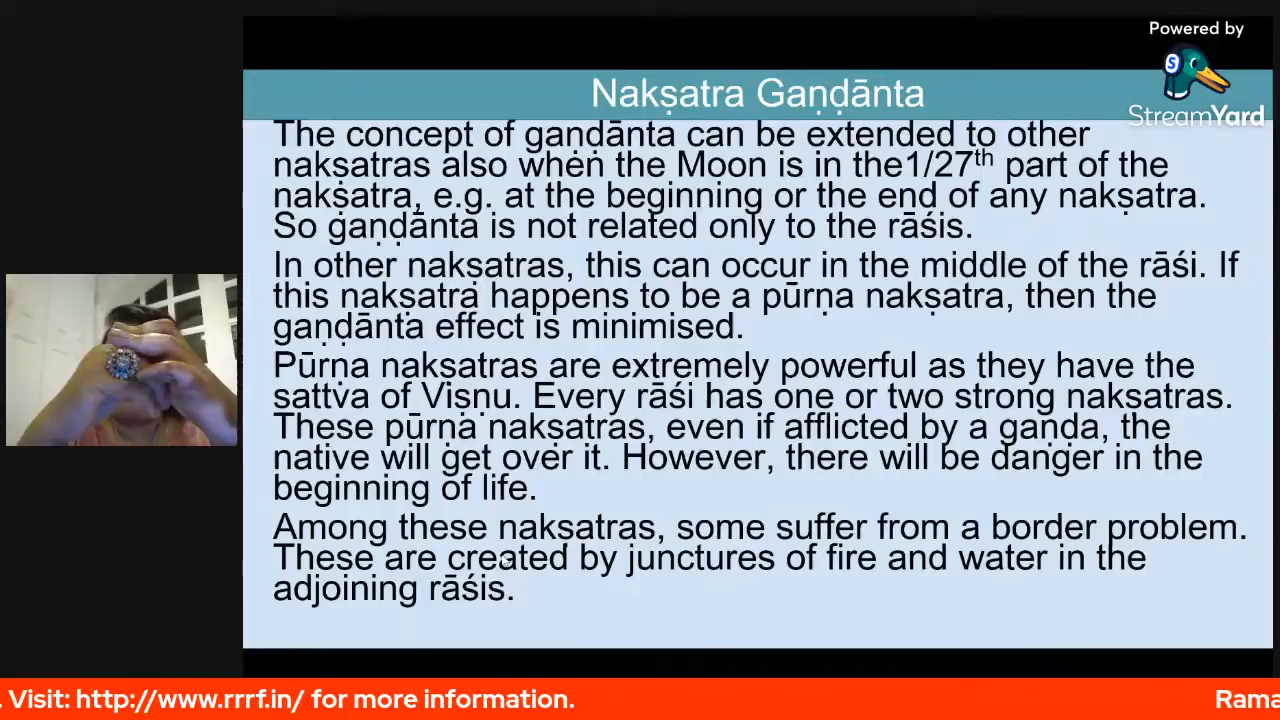 Powered by
StreamYard
Nakṣatra Gaṇḍānta
The concept of gaṇḍānta can be extended to other
nakṣatras also when the Moon is in the1/27th part of the
nakṣatra, e.g. at the beginning or the end of any nakṣatra.
So gaṇḍānta is not related only to the rāśis.
In other nakṣatras, this can occur in the middle of the rāśi. If
this nakṣatra happens to be a pūrṇa nakṣatra, then the
gaṇḍānta effect is minimised.
Pūrṇa nakṣatras are extremely powerful as they have the
sattva of Viṣṇu. Every rāśi has one or two strong nakṣatras.
These pūrṇa nakṣatras, even if afflicted by a gaṇḍa, the
native will get over it. However, there will be danger in the
beginning of life.
Among these nakṣatras, some suffer from a border problem.
These are created by junctures of fire and water in the
adjoining rāśis.
. Visit: http://www.rrrf.in/ for more information.
Rama